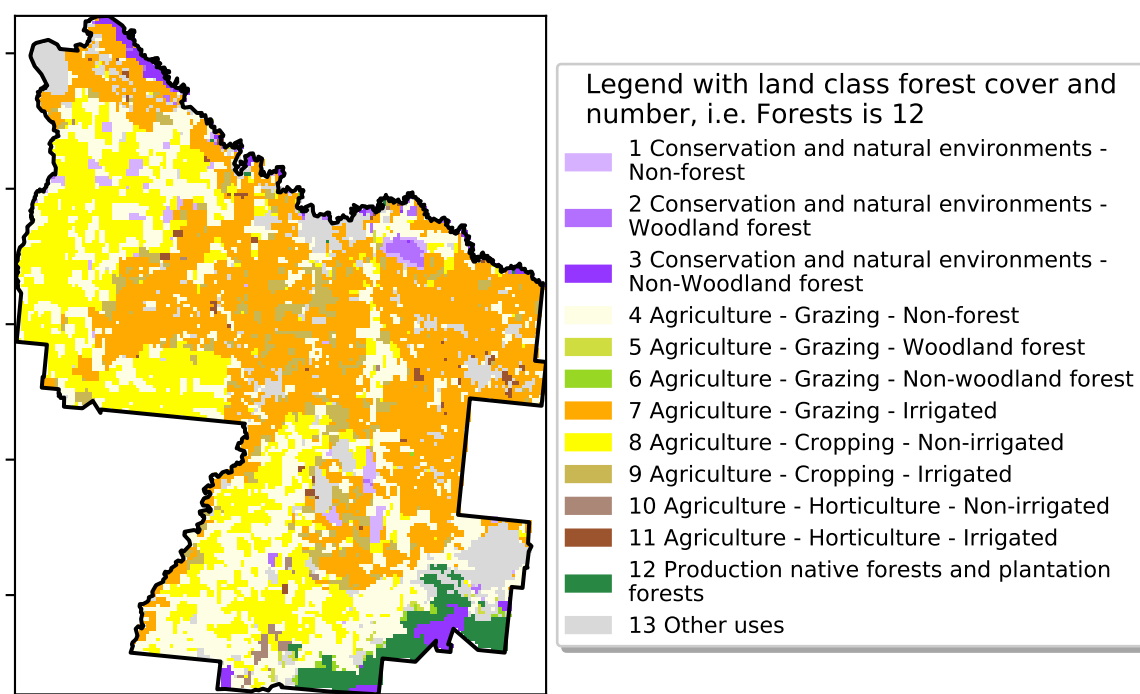 Legend with land class forest cover and
number, i.e. Forests is 12
1 Conservation and natural environments -
Non-forest
2 Conservation and natural environments -
Woodland forest
3 Conservation and natural environments -
Non-Woodland forest
4 Agriculture - Grazing - Non-forest
5 Agriculture - Grazing - Woodland forest
6 Agriculture - Grazing - Non-woodland forest
7 Agriculture - Grazing - Irrigated
8 Agriculture - Cropping - Non-irrigated
9 Agriculture - Cropping - Irrigated
10 Agriculture - Horticulture - Non-irrigated
11 Agriculture - Horticulture - Irrigated
12 Production native forests and plantation
forests
13 Other uses